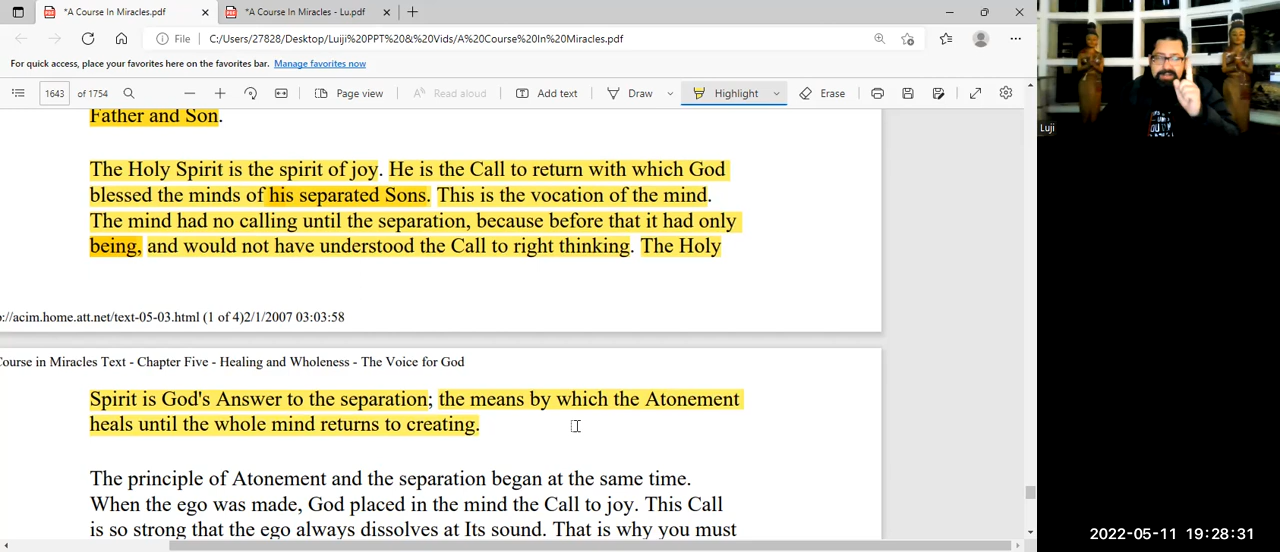 *A Course In Miracles.pdf
*A Course In Miracles - Lu.pdf
File C:/Users/27828/Desktop/Luiji%20PPT%20&%20Vids/A%20Course%20In%20Miracles.pdf
For quick access, place your favorites here on the favorites bar. Manage favorites now
1643 of 1754 Page view Read aloud Add text Draw Highlight Erase
Father and Son.
The Holy Spirit is the spirit of joy. He is the Call to return with which God
blessed the minds of his separated Sons. This is the vocation of the mind.
The mind had no calling until the separation, because before that it had only
being, and would not have understood the Call to right thinking. The Holy
://acim.home.att.net/text-05-03.html (1 of 4)2/1/2007 03:03:58
Course in Miracles Text - Chapter Five - Healing and Wholeness - The Voice for God
Spirit is God's Answer to the separation; the means by which the Atonement
heals until the whole mind returns to creating.
The principle of Atonement and the separation began at the same time.
When the ego was made, God placed in the mind the Call to joy. This Call
is so strong that the ego always dissolves at Its sound. That is why you must
Luji
2022-05-11 19:28:31